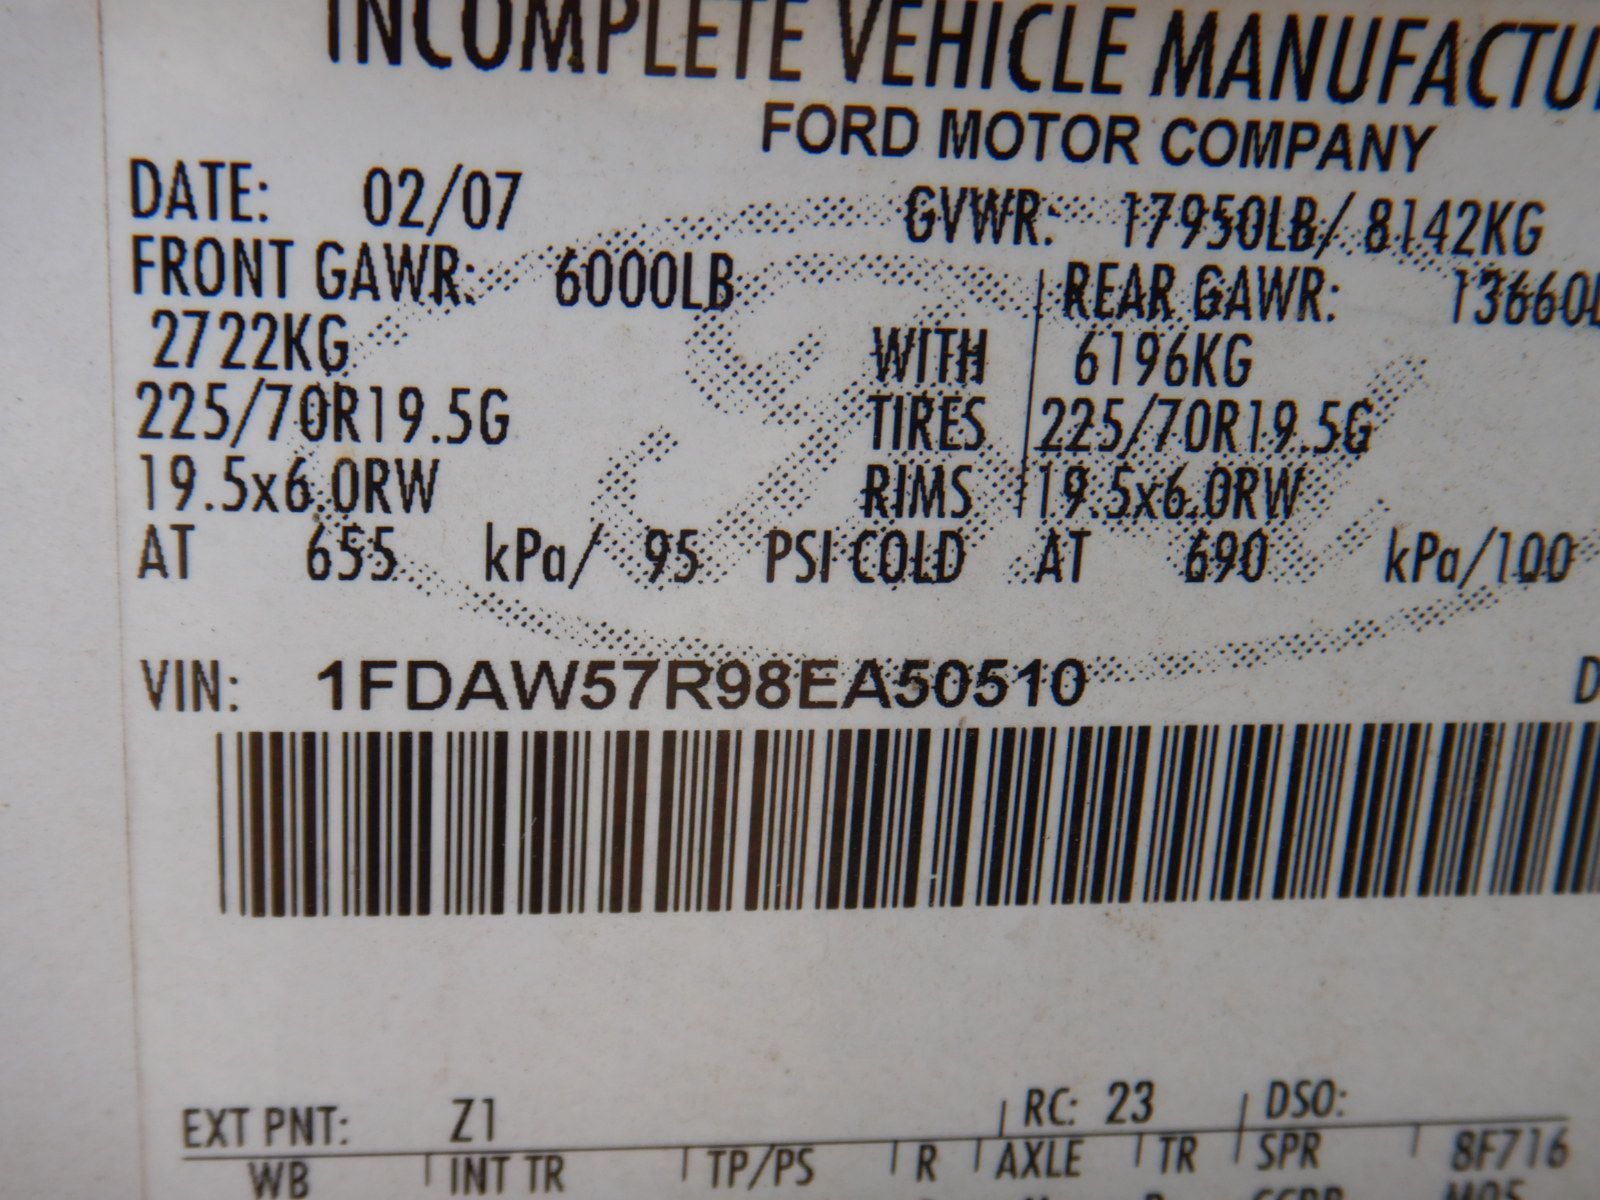 INCOMPLETE VEHICLE MANUFACTU
FORD MOTOR COMPANY
DATE: 02/07 GVWR: 17950LB/ 8142KG
FRONT GAWR: 6000LB REAR GAWR: 13660L
2722KG WITH 6196KG
225/70R19.5G TIRES 225/70R19.5G
19.5x6.0RW RIMS 19.5x6.0RW
AT 655 kPa/ 95 PSI COLD AT 690 kPa/100
VIN: 1FDAW57R98EA50510
EXT PNT: Z1 RC: 23 DSO:
WB INT TR TP/PS R AXLE TR SPR 8F716